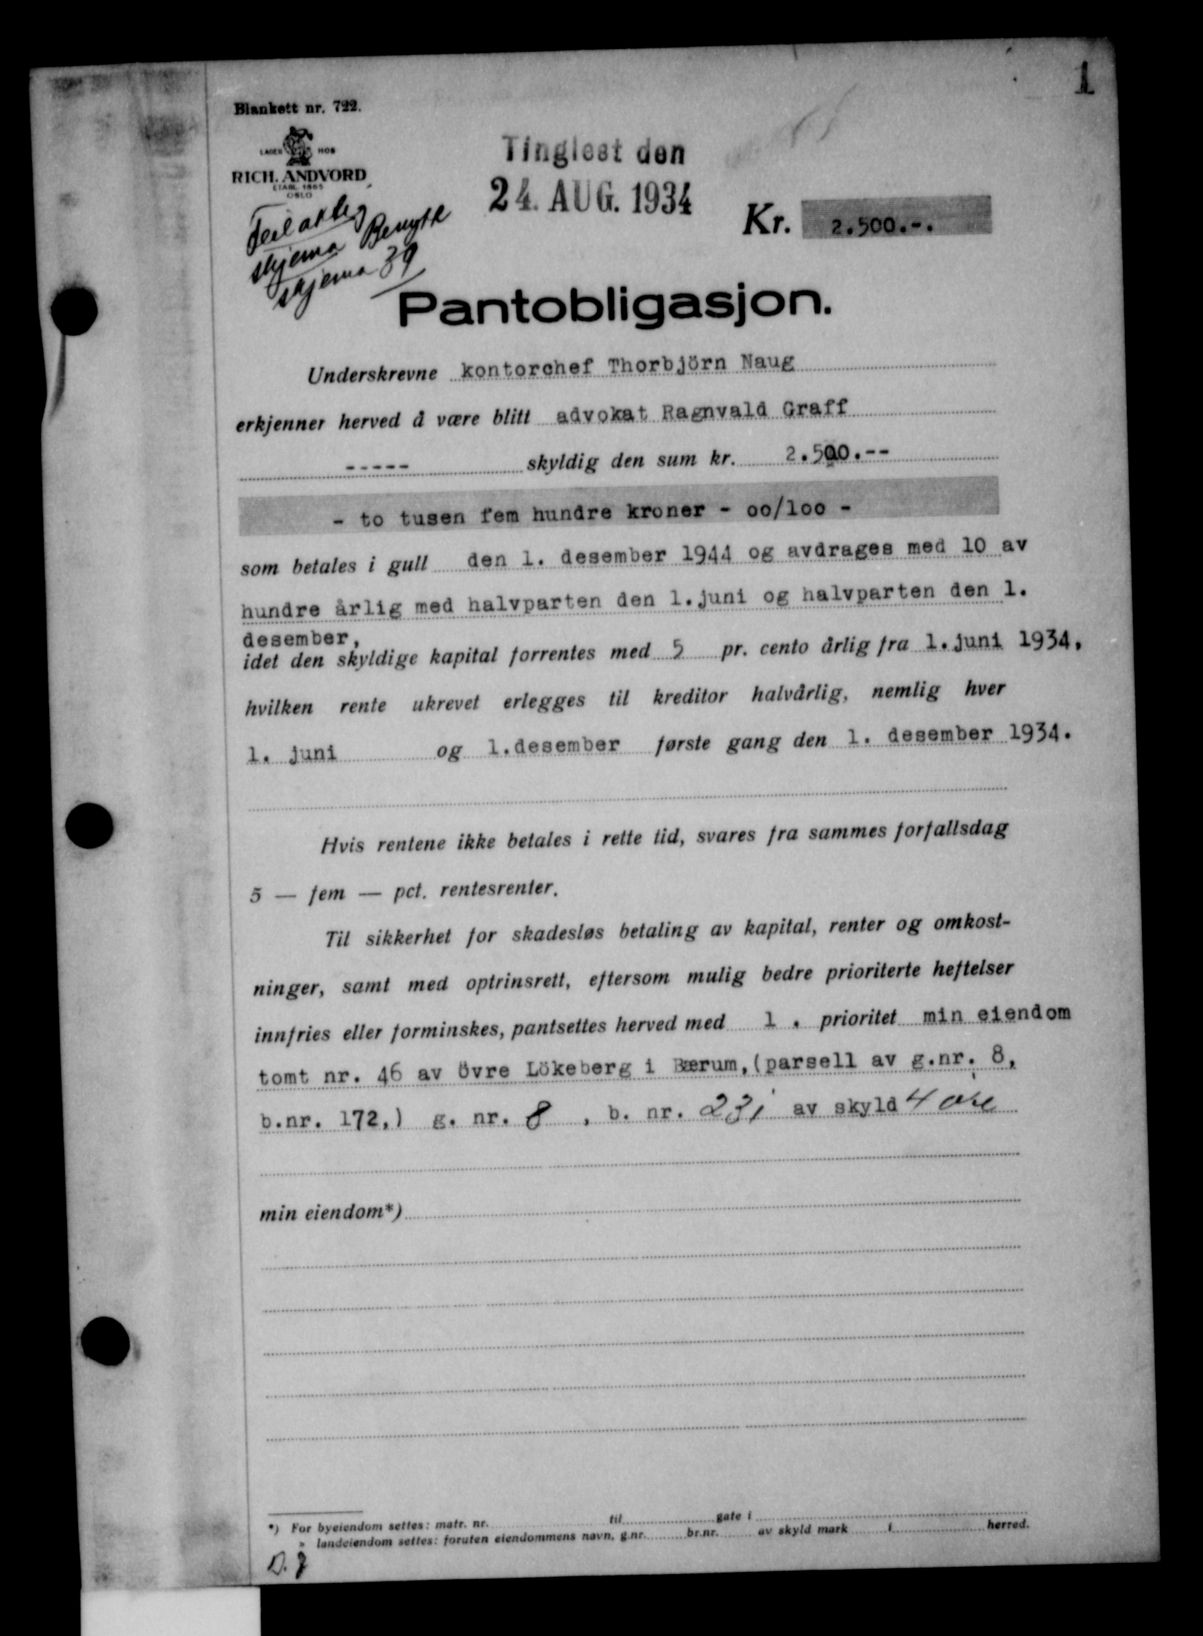 1
Blankett nr. 722.
LAGER HOS
RICH. ANDVORD
ETABL. 1865
OSLO
Tinglest den
24. AUG. 1934
Kr. 2.500.-.
skjema Benytt
skjema 39
Pantobligasjon.
Underskrevne kontorchef Thorbjörn Naug
erkjenner herved å være blitt advokat Ragnvald Graff
----- skyldig den sum kr. 2.500.--
- to tusen fem hundre kroner - oo/loo -
som betales i gull den 1. desember 1944 og avdrages med 10 av
hundre årlig med halvparten den 1.juni og halvparten den 1.
desember,
idet den skyldige kapital forrentes med 5 pr. cento årlig fra 1.juni 1934,
hvilken rente ukrevet erlegges til kreditor halvårlig, nemlig hver
1. juni og 1.desember første gang den 1. desember 1934.
Hvis rentene ikke betales i rette tid, svares fra sammes forfallsdag
5 — fem — pct. rentesrenter.
Til sikkerhet for skadesløs betaling av kapital, renter og omkost-
ninger, samt med optrinsrett, eftersom mulig bedre prioriterte heftelser
innfries eller forminskes, pantsettes herved med 1 . prioritet min eiendom
tomt nr. 46 av Övre Lökeberg i Bærum,(parsell av g.nr. 8,
b.nr. 172,) g. nr. 8 , b. nr. 231 av skyld 4 øre
min eiendom*)
*) For byeiendom settes: matr. nr. til gate i
» landeiendom settes: foruten eiendommens navn, g.nr. br.nr. av skyld mark i herred.